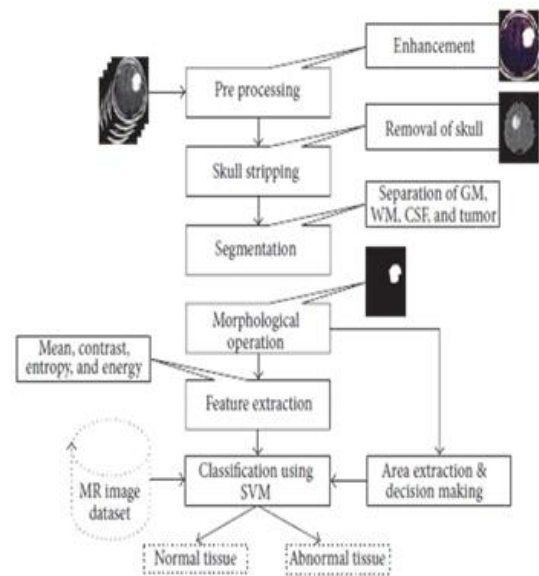 Enhancement
Pre processing
Removal of skull
Skull stripping
Separation of GM,
WM, CSF, and tumor
Segmentation
Morphological
operation
Mean, contrast,
entropy, and energy
Feature extraction
MR image
dataset
Classification using
SVM
Area extraction &
decision making
Normal tissue
Abnormal tissue